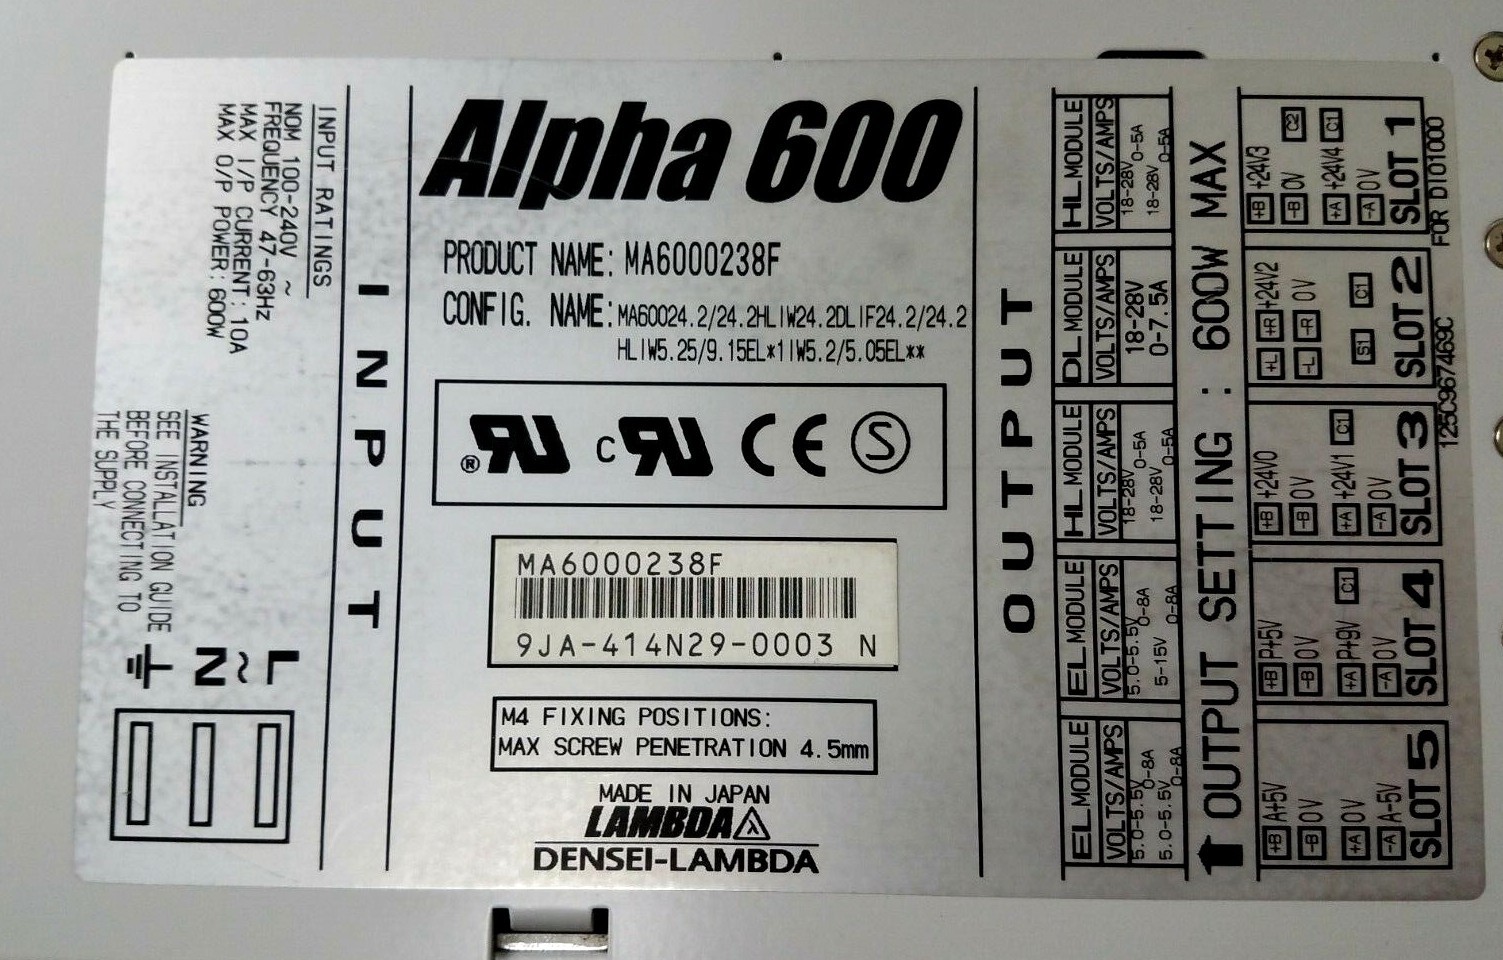 Alpha 600
PRODUCT NAME: MA6000238F
CONFIG. NAME: MA60024.2/24.2HLIW24.2DLIF24.2/24.2
HLIW5.25/9.15EL*1IW5.2/5.05EL**
® c CE S
MA6000238F
9JA-414N29-0003 N
M4 FIXING POSITIONS:
MAX SCREW PENETRATION 4.5mm
MADE IN JAPAN
LAMBDA λ
DENSEI-LAMBDA
INPUT
INPUT RATINGS
NOM 100-240V ~
FREQUENCY 47-63Hz
MAX I/P CURRENT: 10A
MAX O/P POWER: 600W
WARNING
SEE INSTALLATION GUIDE
BEFORE CONNECTING TO
THE SUPPLY
L
~
N
OUTPUT
HL MODULE
VOLTS/AMPS
18-28V 0-5A
18-28V 0-5A
DL MODULE
VOLTS/AMPS
18-28V
0-7.5A
HL MODULE
VOLTS/AMPS
18-28V 0-5A
18-28V 0-5A
EL MODULE
VOLTS/AMPS
5.0-5.5V 0-8A
5-15V 0-8A
EL MODULE
VOLTS/AMPS
5.0-5.5V 0-8A
5.0-5.5V 0-8A
OUTPUT SETTING : 600W MAX
+B +24V3
-B 0V C2
+A +24V4 C1
-A 0V
SLOT 1
+L +R +24V2
-L -R 0V
S1 C1
SLOT 2
+B +24V0
-B 0V
+A +24V1 C1
-A 0V
SLOT 3
+B P+5V
-B 0V
+A P+9V C1
-A 0V
SLOT 4
+B A+5V
-B 0V
+A 0V
-A A-5V
SLOT 5
125C967469C FOR DI01000